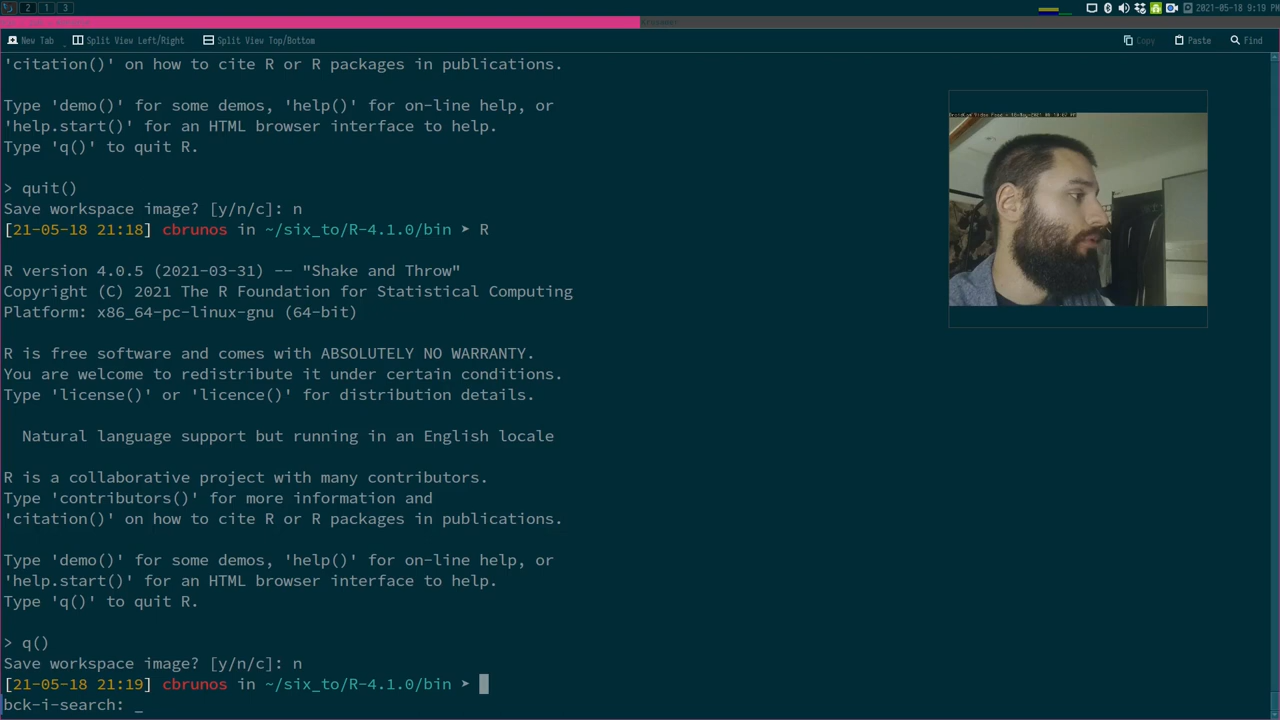 2 1 3
2021-05-18 9:19 PM
New Tab Split View Left/Right Split View Top/Bottom Copy Paste Find
'citation()' on how to cite R or R packages in publications.
Type 'demo()' for some demos, 'help()' for on-line help, or
'help.start()' for an HTML browser interface to help.
Type 'q()' to quit R.
> quit()
Save workspace image? [y/n/c]: n
[21-05-18 21:18] cbrunos in ~/six_to/R-4.1.0/bin ➤ R
R version 4.0.5 (2021-03-31) -- "Shake and Throw"
Copyright (C) 2021 The R Foundation for Statistical Computing
Platform: x86_64-pc-linux-gnu (64-bit)
R is free software and comes with ABSOLUTELY NO WARRANTY.
You are welcome to redistribute it under certain conditions.
Type 'license()' or 'licence()' for distribution details.
Natural language support but running in an English locale
R is a collaborative project with many contributors.
Type 'contributors()' for more information and
'citation()' on how to cite R or R packages in publications.
Type 'demo()' for some demos, 'help()' for on-line help, or
'help.start()' for an HTML browser interface to help.
Type 'q()' to quit R.
> q()
Save workspace image? [y/n/c]: n
[21-05-18 21:19] cbrunos in ~/six_to/R-4.1.0/bin ➤
bck-i-search: _